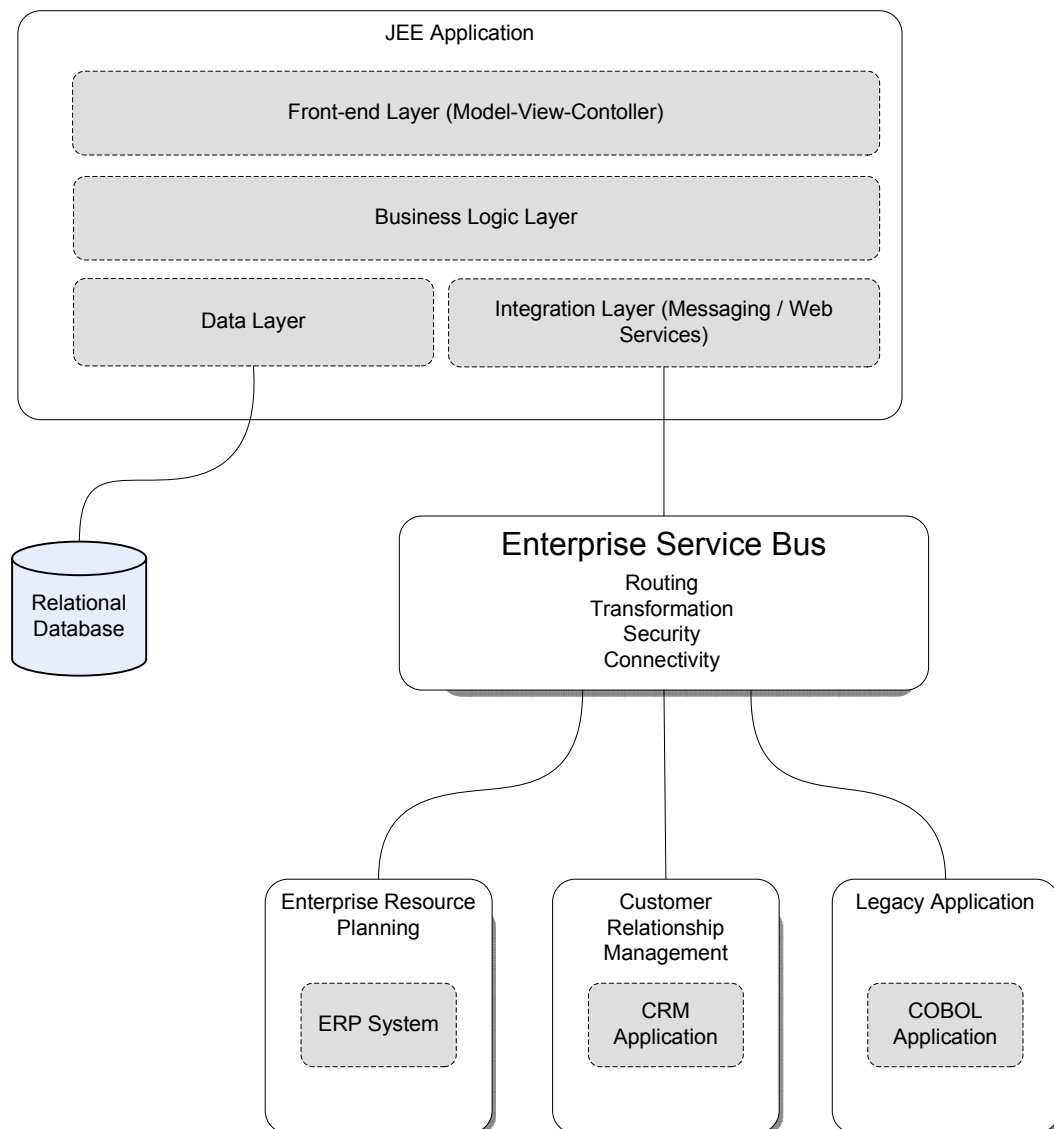 JEE Application
Front-end Layer (Model-View-Contoller)
Business Logic Layer
Data Layer
Integration Layer (Messaging / Web
Services)
Relational
Database
Enterprise Service Bus
Routing
Transformation
Security
Connectivity
Enterprise Resource
Planning
ERP System
Customer
Relationship
Management
CRM
Application
Legacy Application
COBOL
Application